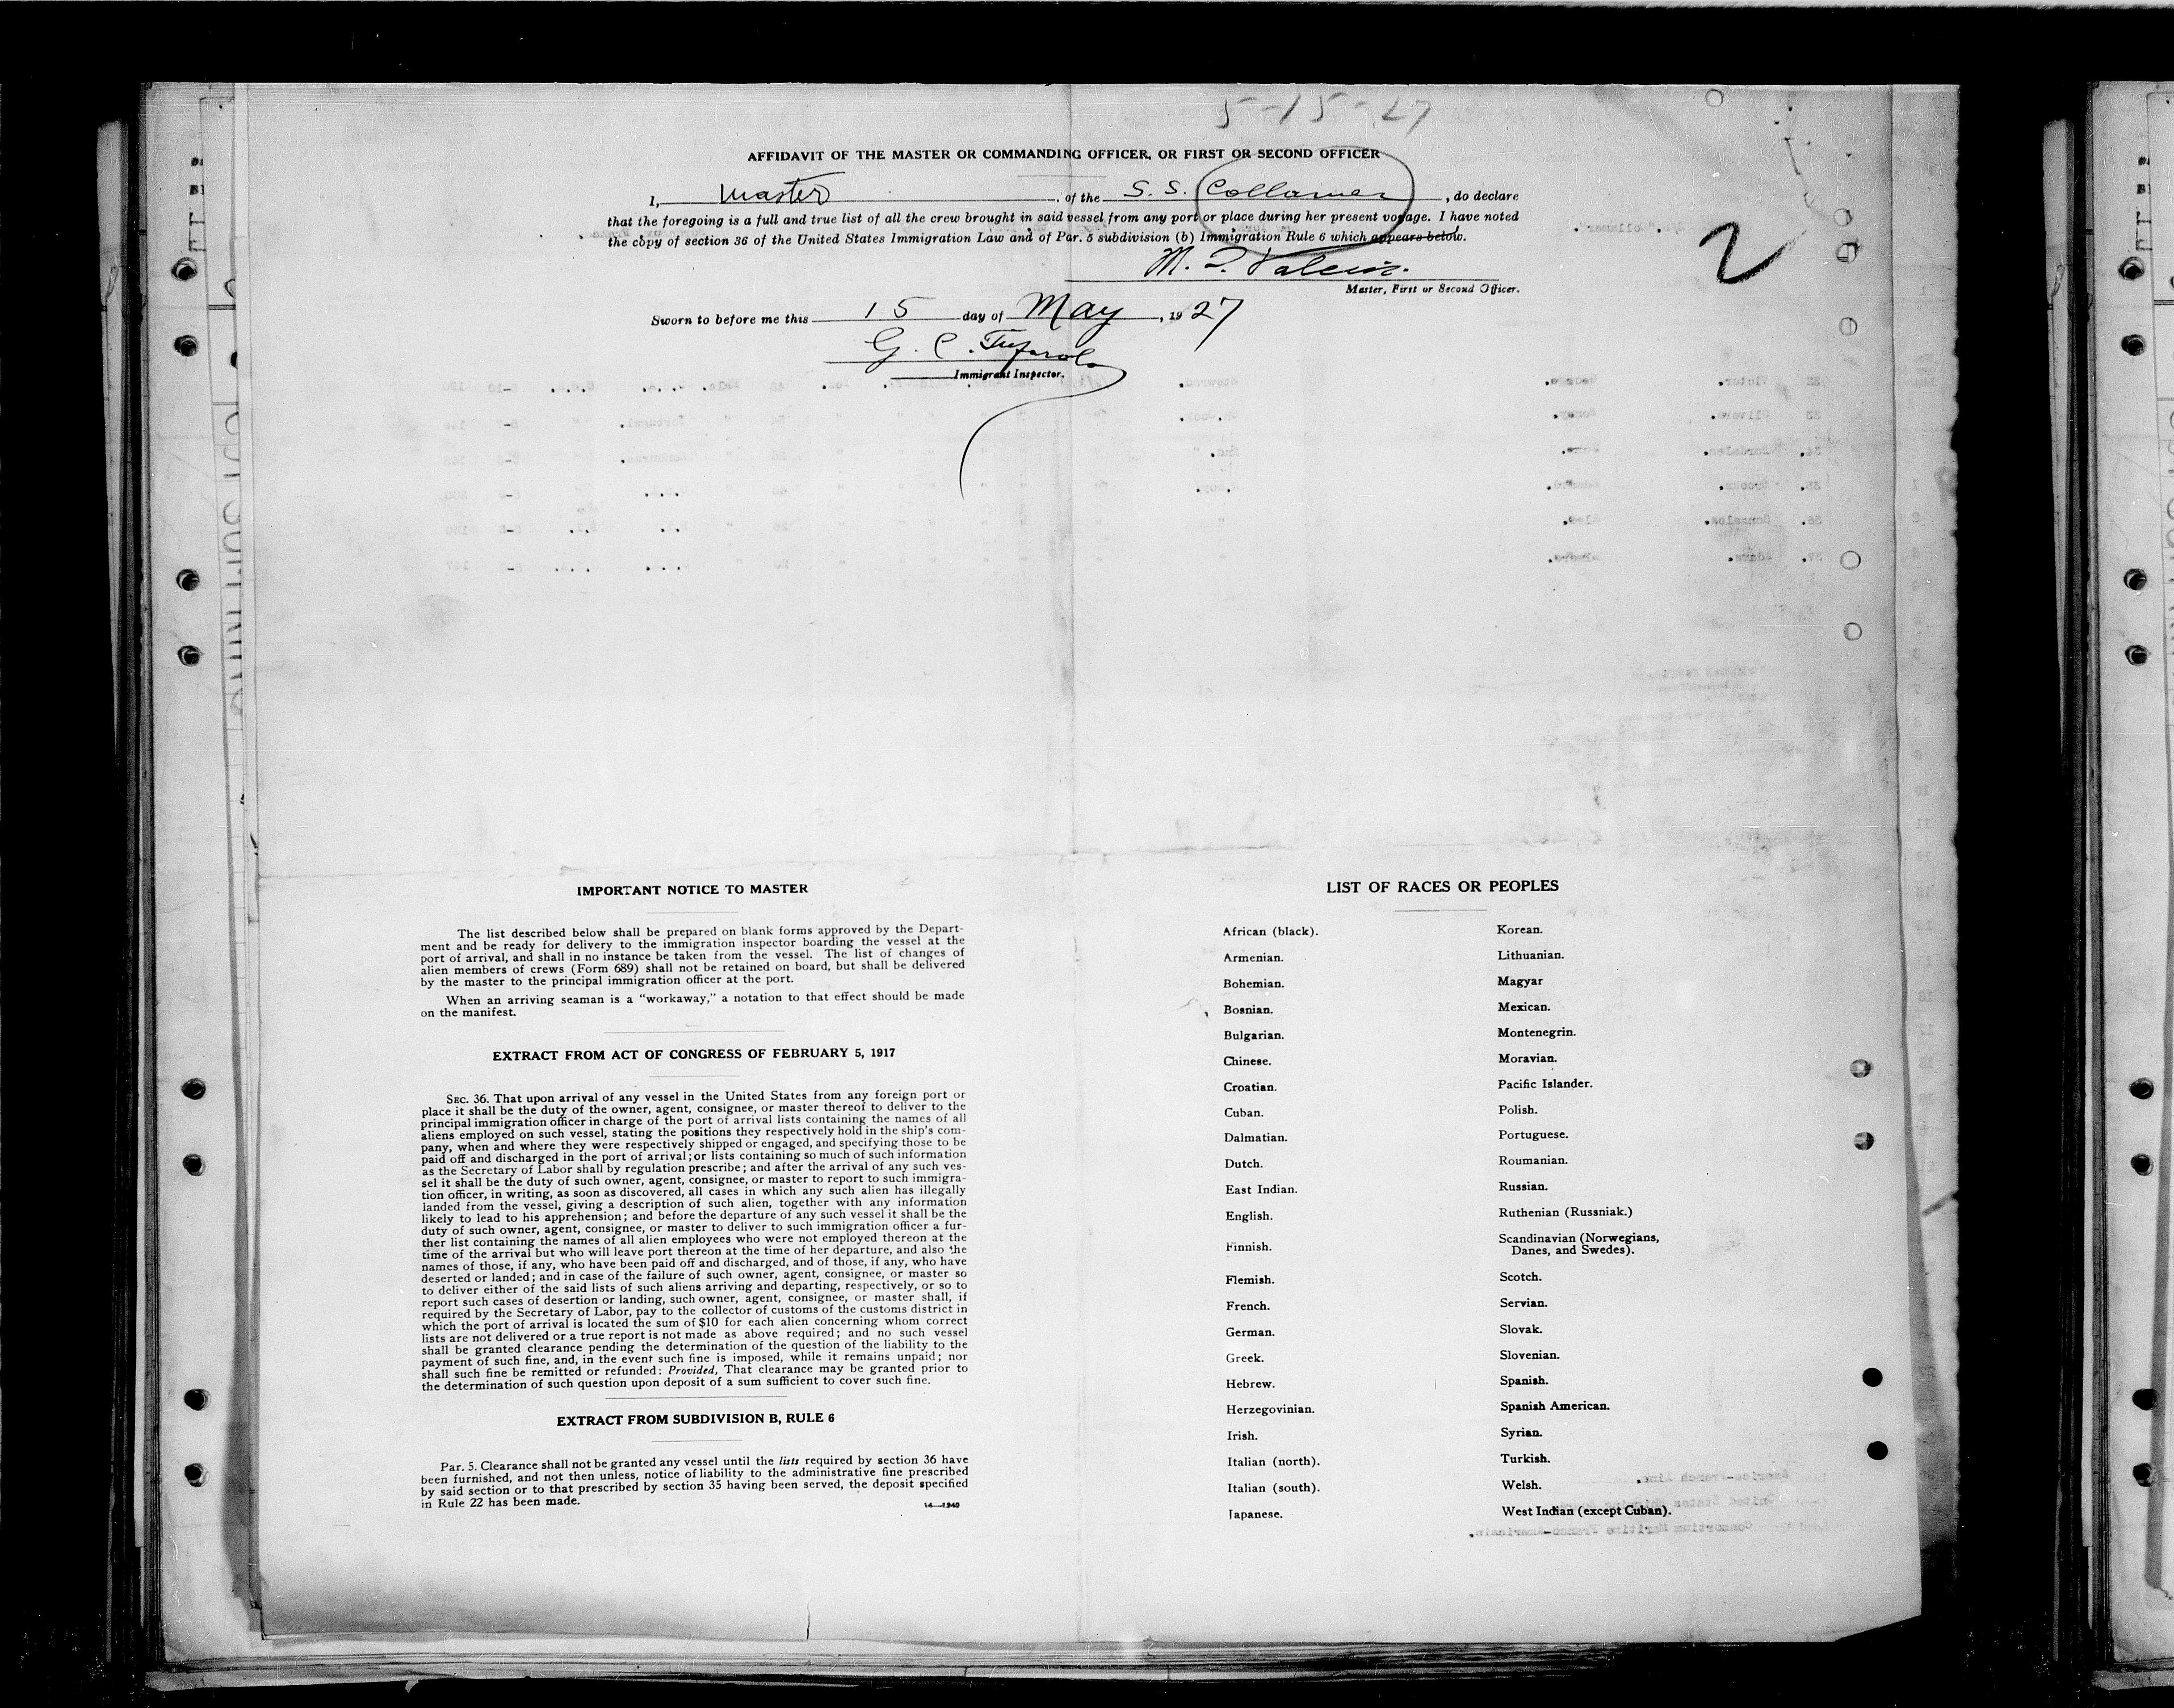 5-15-27
AFFIDAVIT OF THE MASTER OR COMMANDING OFFICER, OR FIRST OR SECOND OFFICER
I, Master, of the S. S. Collamer, do declare
that the foregoing is a full and true list of all the crew brought in said vessel from any port or place during her present voyage. I have noted
the copy of section 36 of the United States Immigration Law and of Par. 5 subdivision (b) Immigration Rule 6 which appears below.
2
M.
Master, First or Second Officer.
Sworn to before me this 15 day of May, 1927
G. C.
Immigrant Inspector.
IMPORTANT NOTICE TO MASTER
The list described below shall be prepared on blank forms approved by the Depart-
ment and be ready for delivery to the immigration inspector boarding the vessel at the
port of arrival, and shall in no instance be taken from the vessel. The list of changes of
alien members of crews (Form 689) shall not be retained on board, but shall be delivered
by the master to the principal immigration officer at the port.
When an arriving seaman is a "workaway," a notation to that effect should be made
on the manifest.
EXTRACT FROM ACT OF CONGRESS OF FEBRUARY 5, 1917
SEC. 36. That upon arrival of any vessel in the United States from any foreign port or
place it shall be the duty of the owner, agent, consignee, or master thereof to deliver to the
principal immigration officer in charge of the port of arrival lists containing the names of all
aliens employed on such vessel, stating the positions they respectively hold in the ship's com-
pany, when and where they were respectively shipped or engaged, and specifying those to be
paid off and discharged in the port of arrival; or lists containing so much of such information
as the Secretary of Labor shall by regulation prescribe; and after the arrival of any such ves-
sel it shall be the duty of such owner, agent, consignee, or master to report to such immigra-
tion officer, in writing, as soon as discovered, all cases in which any such alien has illegally
landed from the vessel, giving a description of such alien, together with any information
likely to lead to his apprehension; and before the departure of any such vessel it shall be the
duty of such owner, agent, consignee, or master to deliver to such immigration officer a fur-
ther list containing the names of all alien employees who were not employed thereon at the
time of the arrival but who will leave port thereon at the time of her departure, and also the
names of those, if any, who have been paid off and discharged, and of those, if any, who have
deserted or landed; and in case of the failure of such owner, agent, consignee, or master so
to deliver either of the said lists of such aliens arriving and departing, respectively, or so to
report such cases of desertion or landing, such owner, agent, consignee, or master shall, if
required by the Secretary of Labor, pay to the collector of customs of the customs district in
which the port of arrival is located the sum of $10 for each alien concerning whom correct
lists are not delivered or a true report is not made as above required; and no such vessel
shall be granted clearance pending the determination of the question of the liability to the
payment of such fine, and, in the event such fine is imposed, while it remains unpaid; nor
shall such fine be remitted or refunded: Provided, That clearance may be granted prior to
the determination of such question upon deposit of a sum sufficient to cover such fine.
EXTRACT FROM SUBDIVISION B, RULE 6
Par. 5. Clearance shall not be granted any vessel until the lists required by section 36 have
been furnished, and not then unless, notice of liability to the administrative fine prescribed
by said section or to that prescribed by section 35 having been served, the deposit specified
in Rule 22 has been made.
14—1940
LIST OF RACES OR PEOPLES
African (black).
Armenian.
Bohemian.
Bosnian.
Bulgarian.
Chinese.
Croatian.
Cuban.
Dalmatian.
Dutch.
East Indian.
English.
Finnish.
Flemish.
French.
German.
Greek.
Hebrew.
Herzegovinian.
Irish.
Italian (north).
Italian (south).
Japanese.
Korean.
Lithuanian.
Magyar
Mexican.
Montenegrin.
Moravian.
Pacific Islander.
Polish.
Portuguese.
Roumanian.
Russian.
Ruthenian (Russniak.)
Scandinavian (Norwegians,
Danes, and Swedes).
Scotch.
Servian.
Slovak.
Slovenian.
Spanish.
Spanish American.
Syrian.
Turkish.
Welsh.
West Indian (except Cuban).